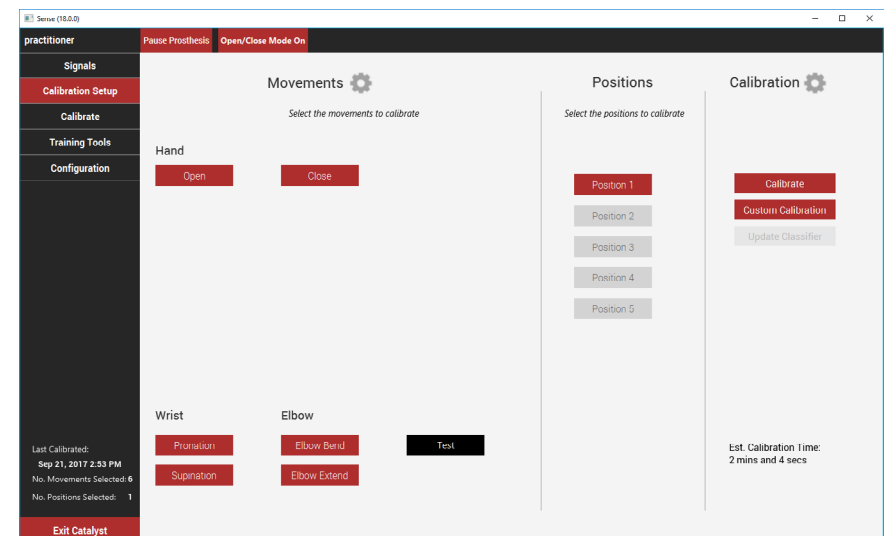 Sense (18.0.0)
practitioner
Pause Prosthesis
Open/Close Mode On
Signals
Calibration Setup
Calibrate
Training Tools
Configuration
Last Calibrated:
Sep 21, 2017 2:53 PM
No. Movements Selected: 6
No. Positions Selected: 1
Exit Catalyst
Movements
Select the movements to calibrate
Hand
Open
Close
Wrist
Pronation
Supination
Elbow
Elbow Bend
Elbow Extend
Test
Positions
Select the positions to calibrate
Position 1
Position 2
Position 3
Position 4
Position 5
Calibration
Calibrate
Custom Calibration
Update Classifier
Est. Calibration Time:
2 mins and 4 secs